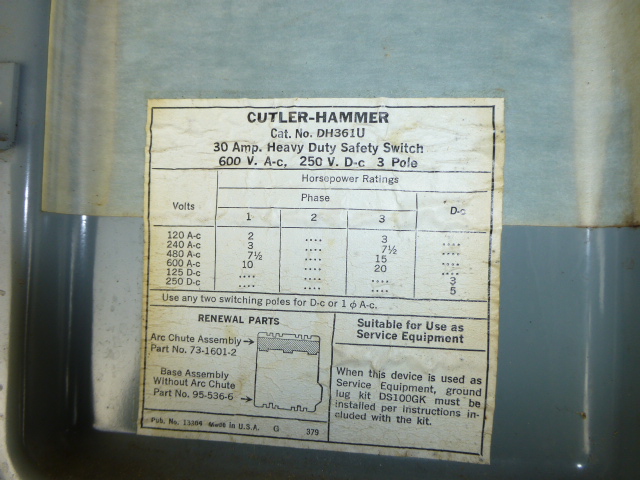 CUTLER-HAMMER
Cat. No. DH361U
30 Amp. Heavy Duty Safety Switch
600 V. A-c, 250 V. D-c 3 Pole
Horsepower Ratings
Volts Phase D-c
1 2 3
120 A-c 2 .... 3 ....
240 A-c 3 .... 7½ ....
480 A-c 7½ .... 15 ....
600 A-c 10 .... 20 ....
125 D-c .... .... .... 3
250 D-c .... .... .... 5
Use any two switching poles for D-c or 1 ϕ A-c.
RENEWAL PARTS
Arc Chute Assembly
Part No. 73-1601-2
Base Assembly
Without Arc Chute
Part No. 95-536-6
Suitable for Use as
Service Equipment
When this device is used as
Service Equipment, ground
lug kit DS100GK must be
installed per instructions in-
cluded with the kit.
Pub. No. 13804 Made in U.S.A. G 379